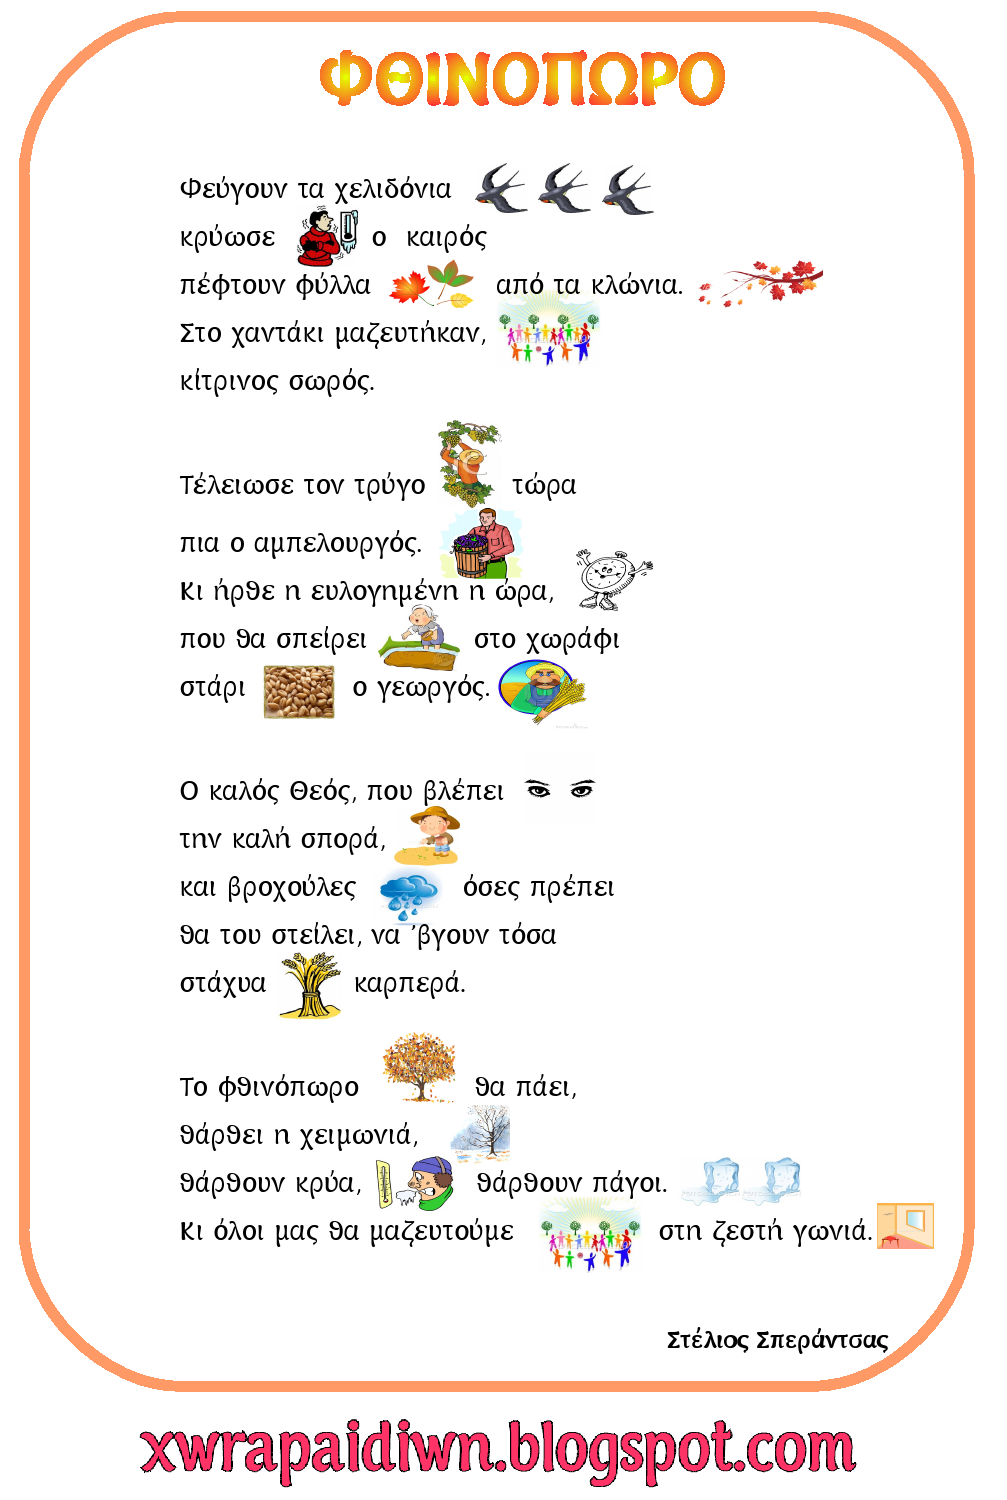 ΦΘΙΝΟΠΩΡΟ
Φεύγουν τα χελιδόνια
κρύωσε ο καιρός
πέφτουν φύλλα από τα κλώνια.
Στο χαντάκι μαζευτήκαν,
κίτρινος σωρός.
Τέλειωσε τον τρύγο τώρα
πια ο αμπελουργός.
Κι ήρθε η ευλογημένη η ώρα,
που θα σπείρει στο χωράφι
στάρι ο γεωργός.
Ο καλός Θεός, που βλέπει
την καλή σπορά,
και βροχούλες όσες πρέπει
θα του στείλει, να 'βγουν τόσα
στάχυα καρπερά.
Το φθινόπωρο θα πάει,
θάρθει η χειμωνιά,
θάρθουν κρύα, θάρθουν πάγοι.
Κι όλοι μας θα μαζευτούμε στη ζεστή γωνιά.
Στέλιος Σπεράντσας
xwrapaidiwn.blogspot.com